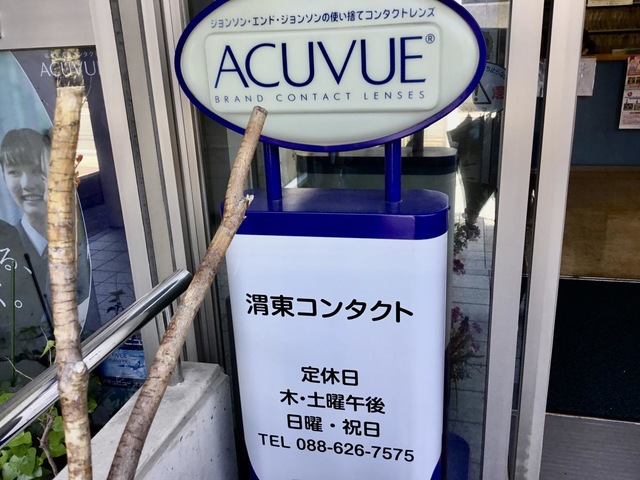 ジョンソン・エンド・ジョンソンの使い捨てコンタクトレンズ
ACUVUE®
BRAND CONTACT LENSES
ACUVUE
渭東コンタクト
定休日
木・土曜午後
日曜・祝日
TEL 088-626-7575